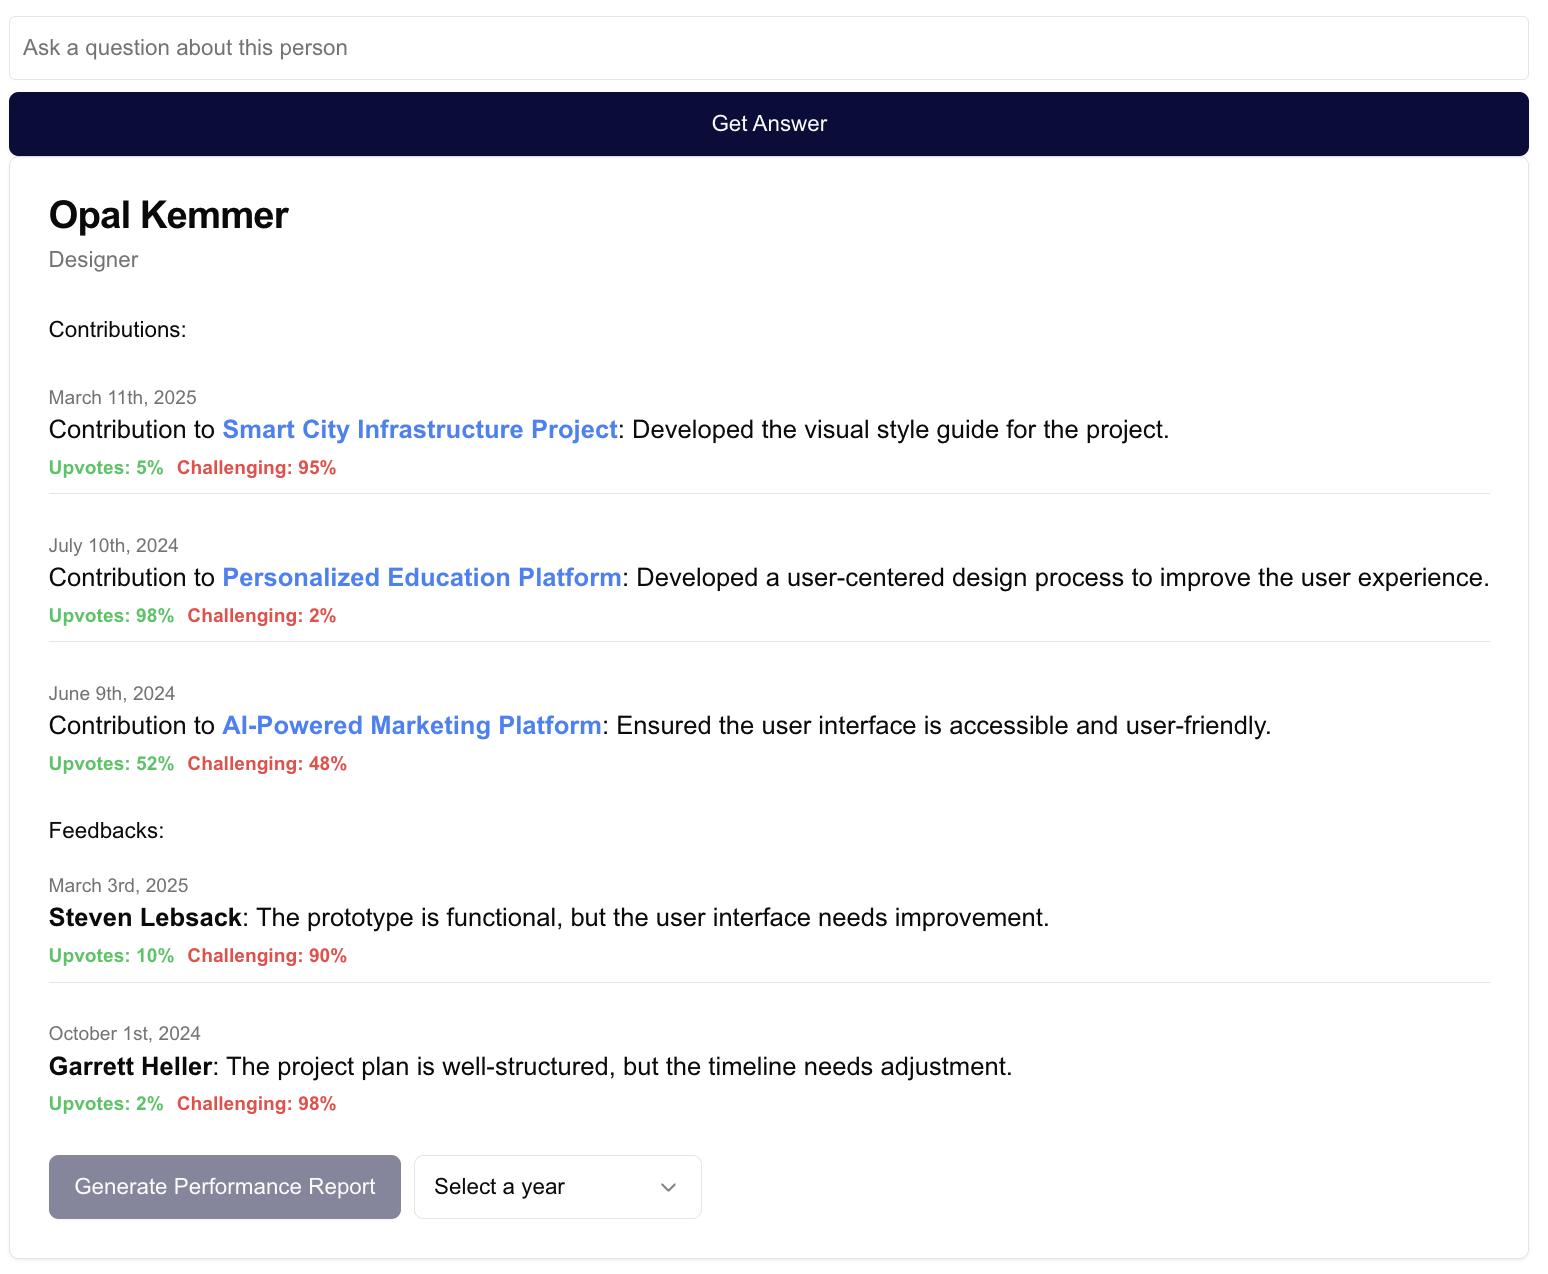 Ask a question about this person
Get Answer
Opal Kemmer
Designer
Contributions:
March 11th, 2025
Contribution to Smart City Infrastructure Project: Developed the visual style guide for the project.
Upvotes: 5% Challenging: 95%
July 10th, 2024
Contribution to Personalized Education Platform: Developed a user-centered design process to improve the user experience.
Upvotes: 98% Challenging: 2%
June 9th, 2024
Contribution to AI-Powered Marketing Platform: Ensured the user interface is accessible and user-friendly.
Upvotes: 52% Challenging: 48%
Feedbacks:
March 3rd, 2025
Steven Lebsack: The prototype is functional, but the user interface needs improvement.
Upvotes: 10% Challenging: 90%
October 1st, 2024
Garrett Heller: The project plan is well-structured, but the timeline needs adjustment.
Upvotes: 2% Challenging: 98%
Generate Performance Report Select a year